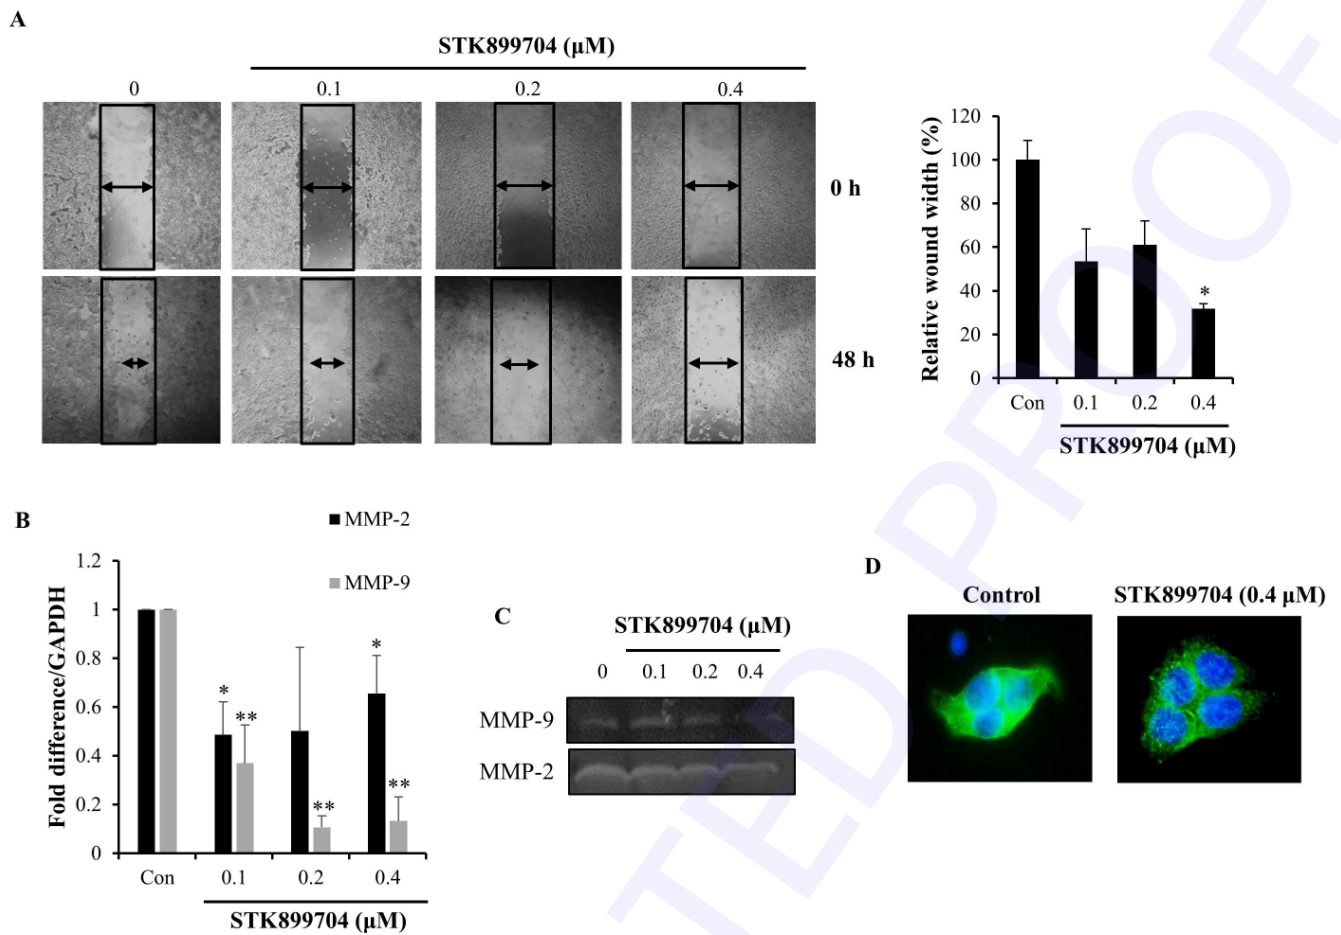 A
STK899704 (μM)
0 0.1 0.2 0.4
0 h
48 h
Relative wound width (%)
120
100
80
60
40
20
0
Con 0.1 0.2 0.4
*
STK899704 (μM)
B
MMP-2
MMP-9
Fold difference/GAPDH
1.2
1
0.8
0.6
0.4
0.2
0
* ** ** * **
Con 0.1 0.2 0.4
STK899704 (μM)
C
STK899704 (μM)
0 0.1 0.2 0.4
MMP-9
MMP-2
D
Control STK899704 (0.4 μM)
TED PROOF